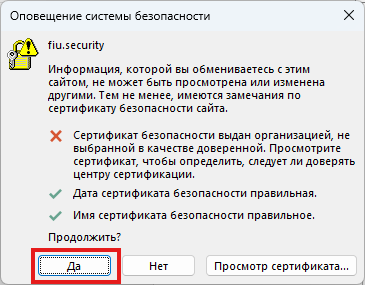 Оповещение системы безопасности
fiu.security
Информация, которой вы обмениваетесь с этим
сайтом, не может быть просмотрена или изменена
другими. Тем не менее, имеются замечания по
сертификату безопасности сайта.
Сертификат безопасности выдан организацией, не
выбранной в качестве доверенной. Просмотрите
сертификат, чтобы определить, следует ли доверять
центру сертификации.
Дата сертификата безопасности правильная.
Имя сертификата безопасности правильное.
Продолжить?
Да Нет Просмотр сертификата...